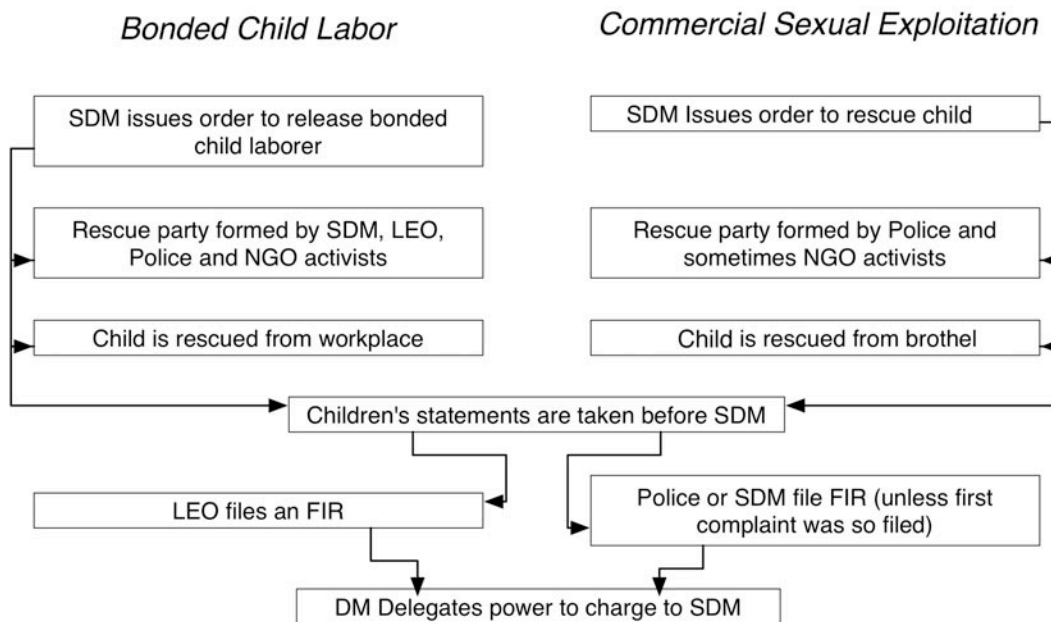 Bonded Child Labor
Commercial Sexual Exploitation
SDM issues order to release bonded
child laborer
SDM Issues order to rescue child
Rescue party formed by SDM, LEO,
Police and NGO activists
Rescue party formed by Police and
sometimes NGO activists
Child is rescued from workplace
Child is rescued from brothel
Children's statements are taken before SDM
LEO files an FIR
Police or SDM file FIR (unless first
complaint was so filed)
DM Delegates power to charge to SDM